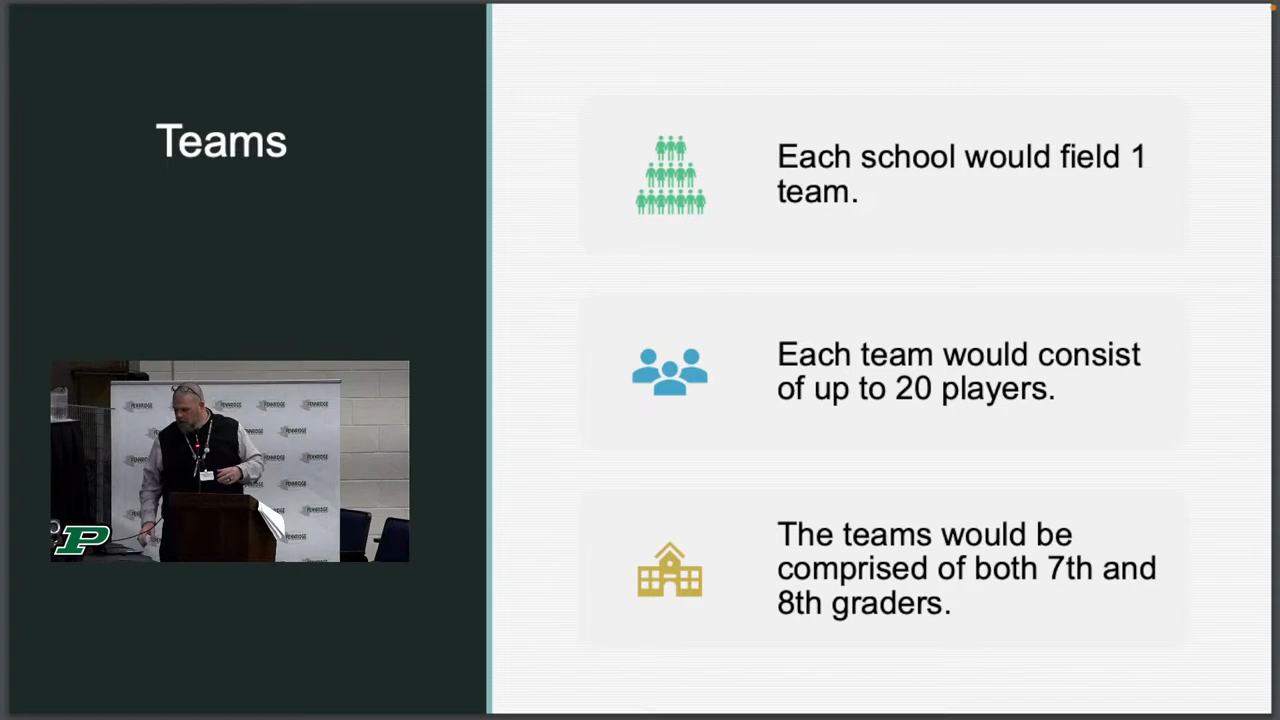 Teams
Each school would field 1
team.
Each team would consist
of up to 20 players.
The teams would be
comprised of both 7th and
8th graders.
PENNRIDGE
P